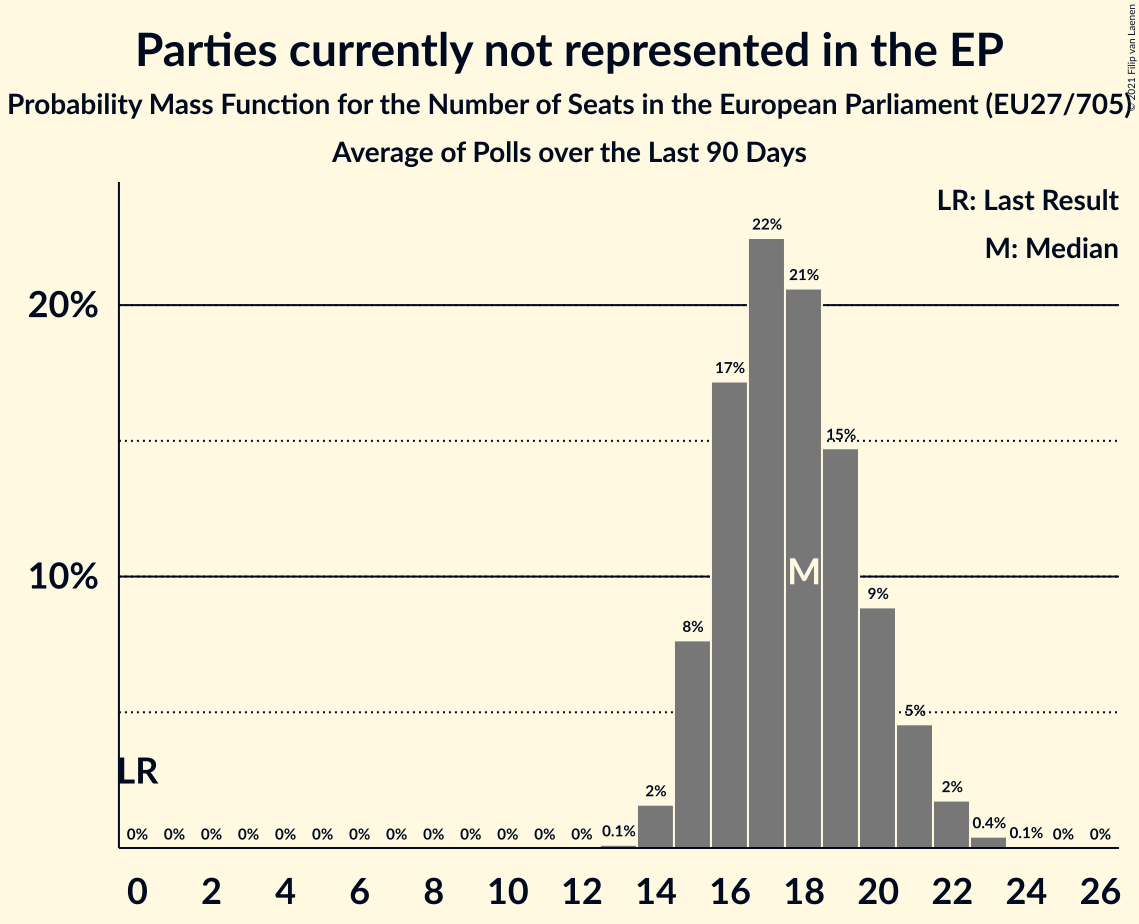 Parties currently not represented in the EP
Probability Mass Function for the Number of Seats in the European Parliament (EU27/705)
Average of Polls over the Last 90 Days
© 2021 Filip van Laenen
LR: Last Result
M: Median
22%
21%
20%
17%
15%
10%
M
9%
8%
5%
LR
2%
2%
0% 0% 0% 0% 0% 0% 0% 0% 0% 0% 0% 0% 0% 0.1% 0.4% 0.1% 0% 0%
0 2 4 6 8 10 12 14 16 18 20 22 24 26